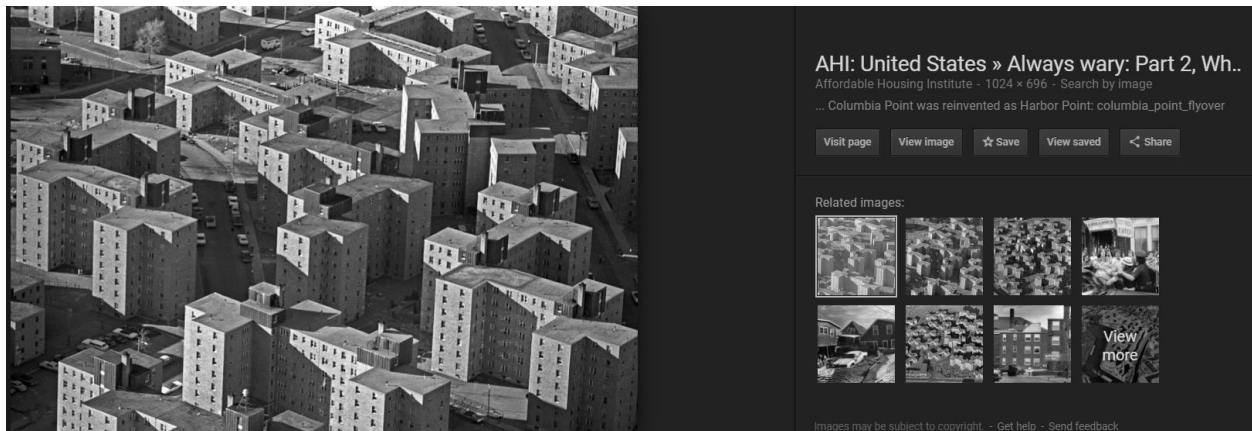 AHI: United States » Always wary: Part 2, Wh..
Affordable Housing Institute - 1024 × 696 - Search by image
... Columbia Point was reinvented as Harbor Point: columbia_point_flyover
Visit page
View image
Save
View saved
Share
Related images:
View
more
Images may be subject to copyright. - Get help - Send feedback